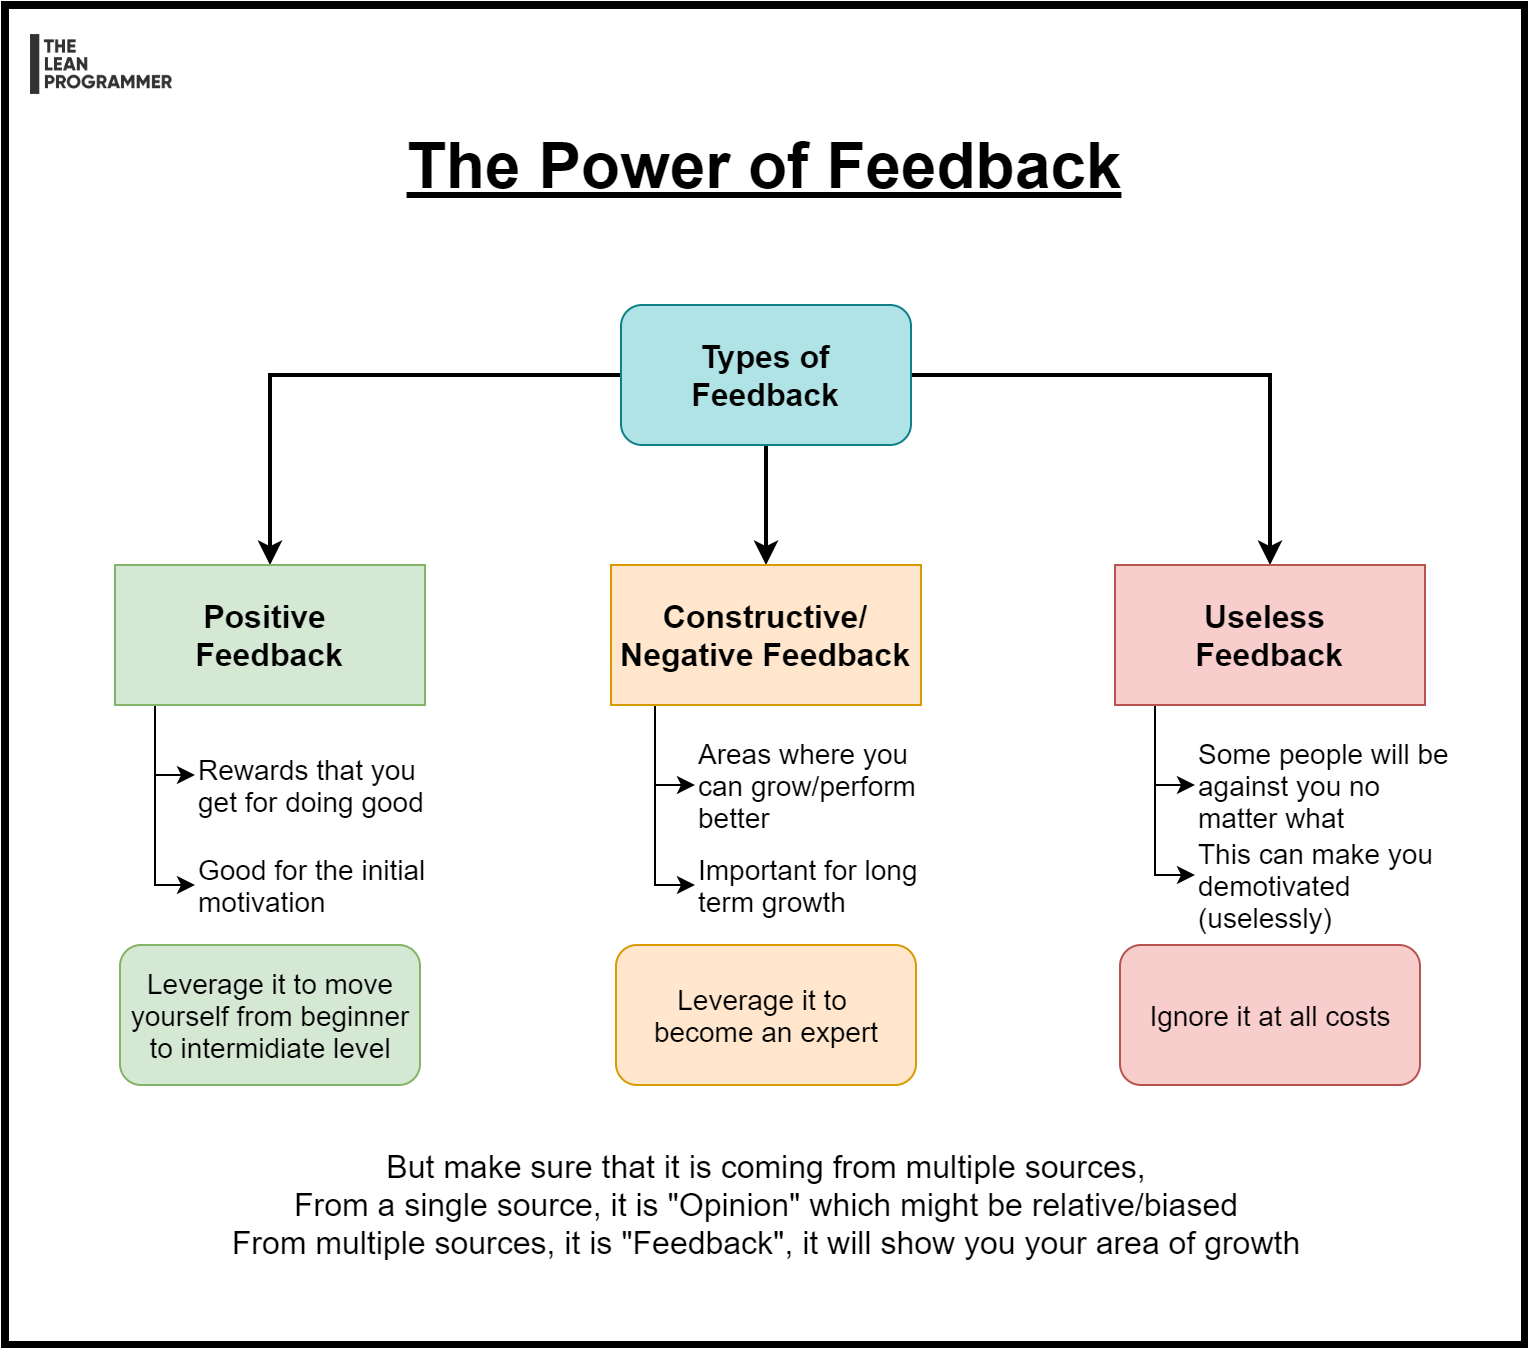 THE
LEAN
PROGRAMMER
The Power of Feedback
Types of
Feedback
Positive
Feedback
Rewards that you
get for doing good
Good for the initial
motivation
Leverage it to move
yourself from beginner
to intermidiate level
Constructive/
Negative Feedback
Areas where you
can grow/perform
better
Important for long
term growth
Leverage it to
become an expert
Useless
Feedback
Some people will be
against you no
matter what
This can make you
demotivated
(uselessly)
Ignore it at all costs
But make sure that it is coming from multiple sources,
From a single source, it is "Opinion" which might be relative/biased
From multiple sources, it is "Feedback", it will show you your area of growth